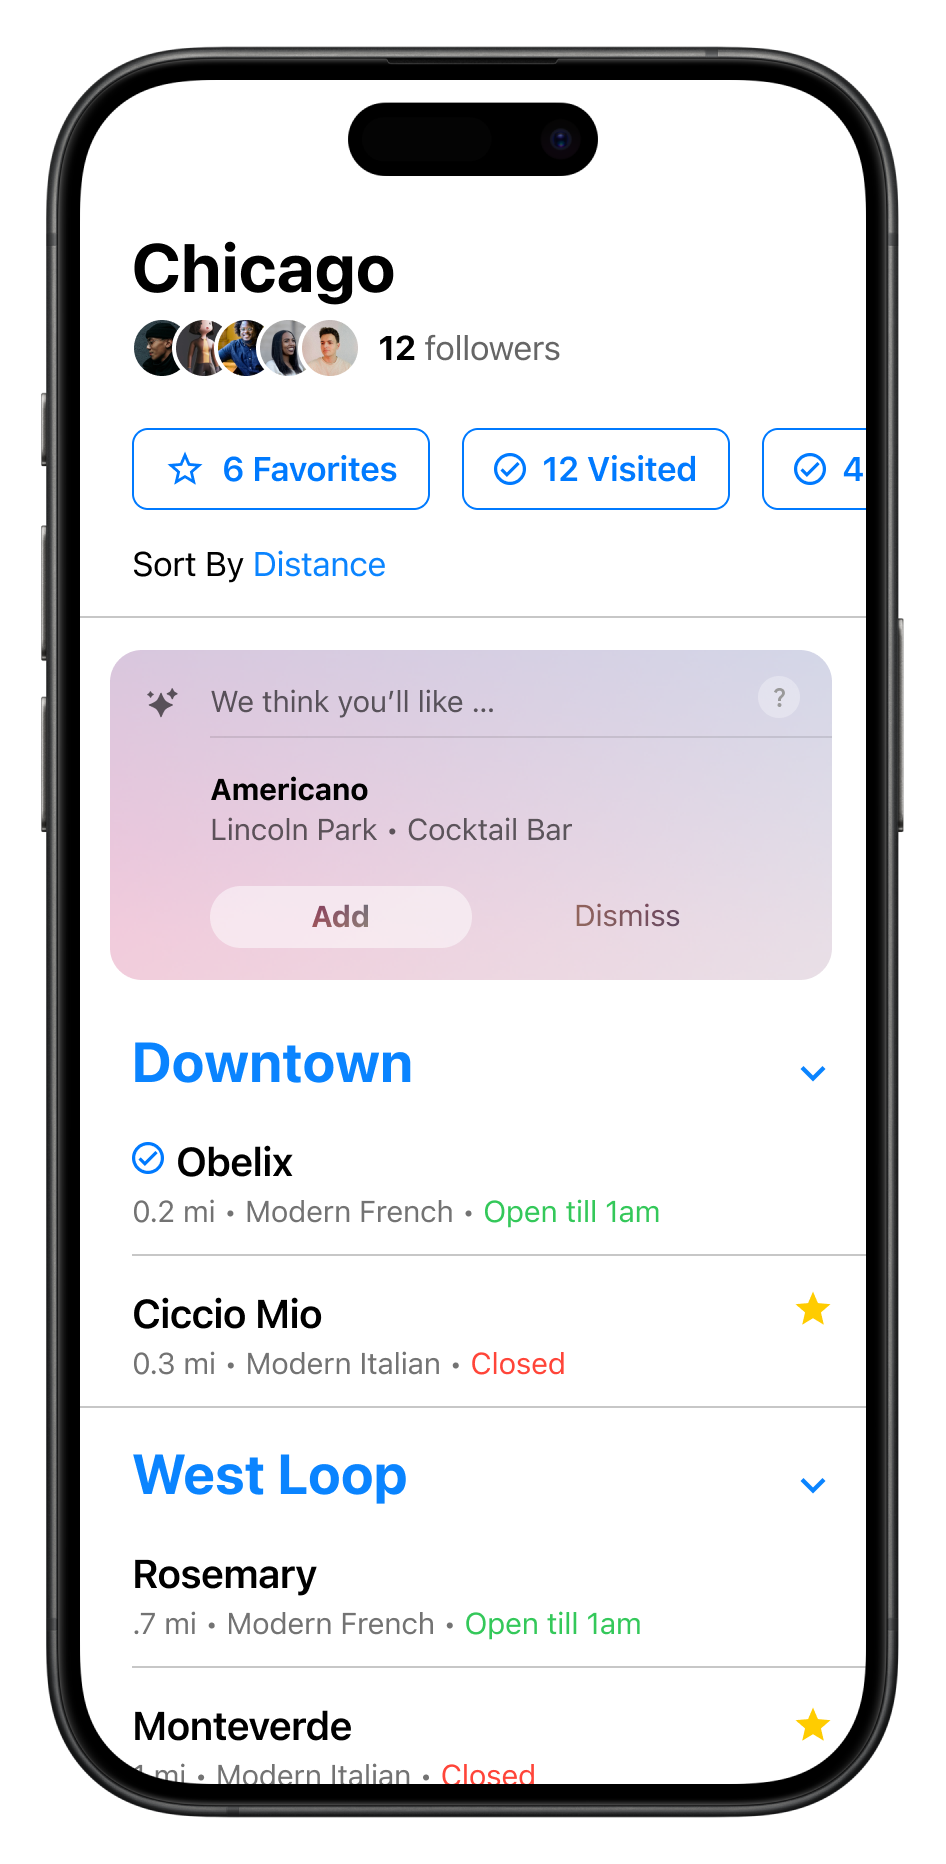 Chicago
12 followers
6 Favorites
12 Visited
4
Sort By Distance
We think you’ll like ...
?
Americano
Lincoln Park • Cocktail Bar
Add
Dismiss
Downtown
Obelix
0.2 mi • Modern French • Open till 1am
Ciccio Mio
0.3 mi • Modern Italian • Closed
West Loop
Rosemary
.7 mi • Modern French • Open till 1am
Monteverde
1 mi • Modern Italian • Closed